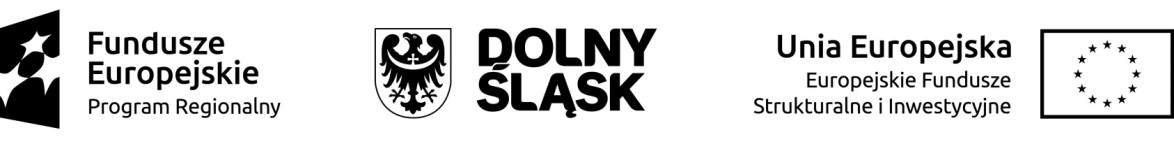 Fundusze
Europejskie
Program Regionalny
DOLNY
ŚLĄSK
Unia Europejska
Europejskie Fundusze
Strukturalne i Inwestycyjne